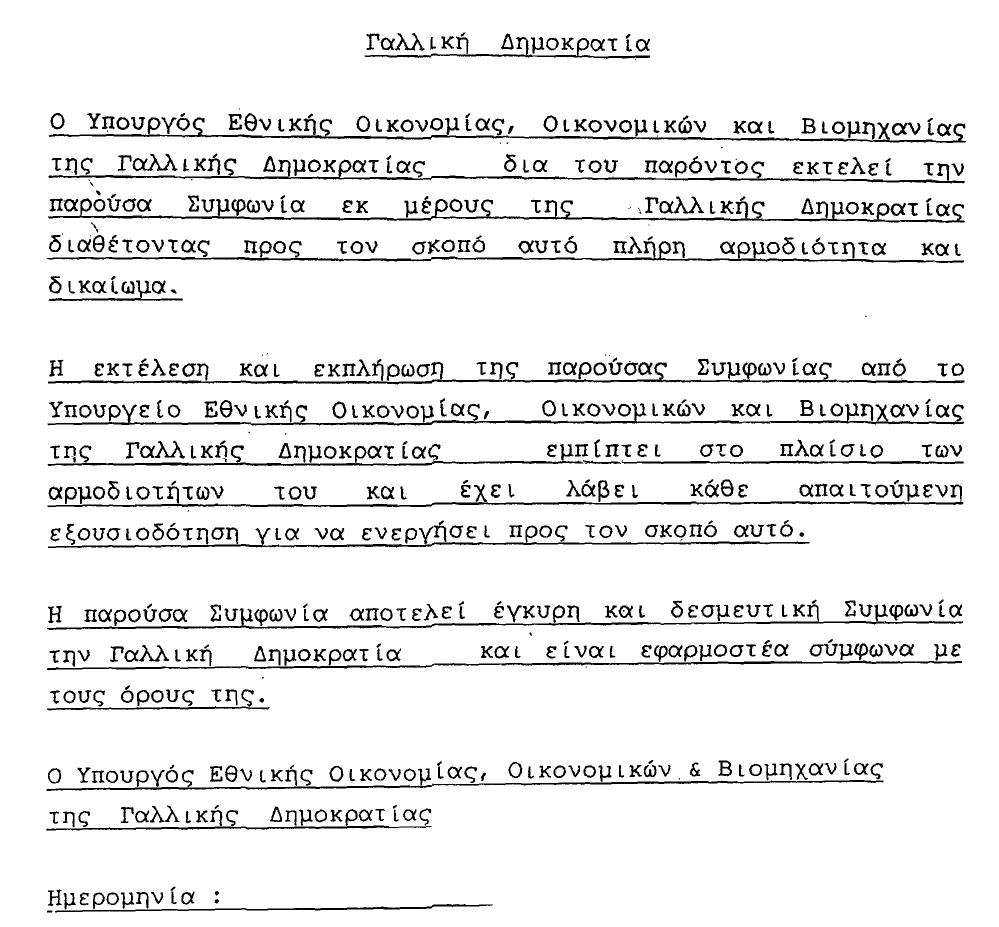 Γαλλική Δημοκρατία
Ο Υπουργός Εθνικής Οικονομίας, Οικονομικών και Βιομηχανίας
της Γαλλικής Δημοκρατίας δια του παρόντος εκτελεί την
παρούσα Συμφωνία εκ μέρους της Γαλλικής Δημοκρατίας
διαθέτοντας προς τον σκοπό αυτό πλήρη αρμοδιότητα και
δικαίωμα.
Η εκτέλεση και εκπλήρωση της παρούσας Συμφωνίας από το
Υπουργείο Εθνικής Οικονομίας, Οικονομικών και Βιομηχανίας
της Γαλλικής Δημοκρατίας εμπίπτει στο πλαίσιο των
αρμοδιοτήτων του και έχει λάβει κάθε απαιτούμενη
εξουσιοδότηση για να ενεργήσει προς τον σκοπό αυτό.
Η παρούσα Συμφωνία αποτελεί έγκυρη και δεσμευτική Συμφωνία
την Γαλλική Δημοκρατία και είναι εφαρμοστέα σύμφωνα με
τους όρους της.
Ο Υπουργός Εθνικής Οικονομίας, Οικονομικών & Βιομηχανίας
της Γαλλικής Δημοκρατίας
Ημερομηνία :